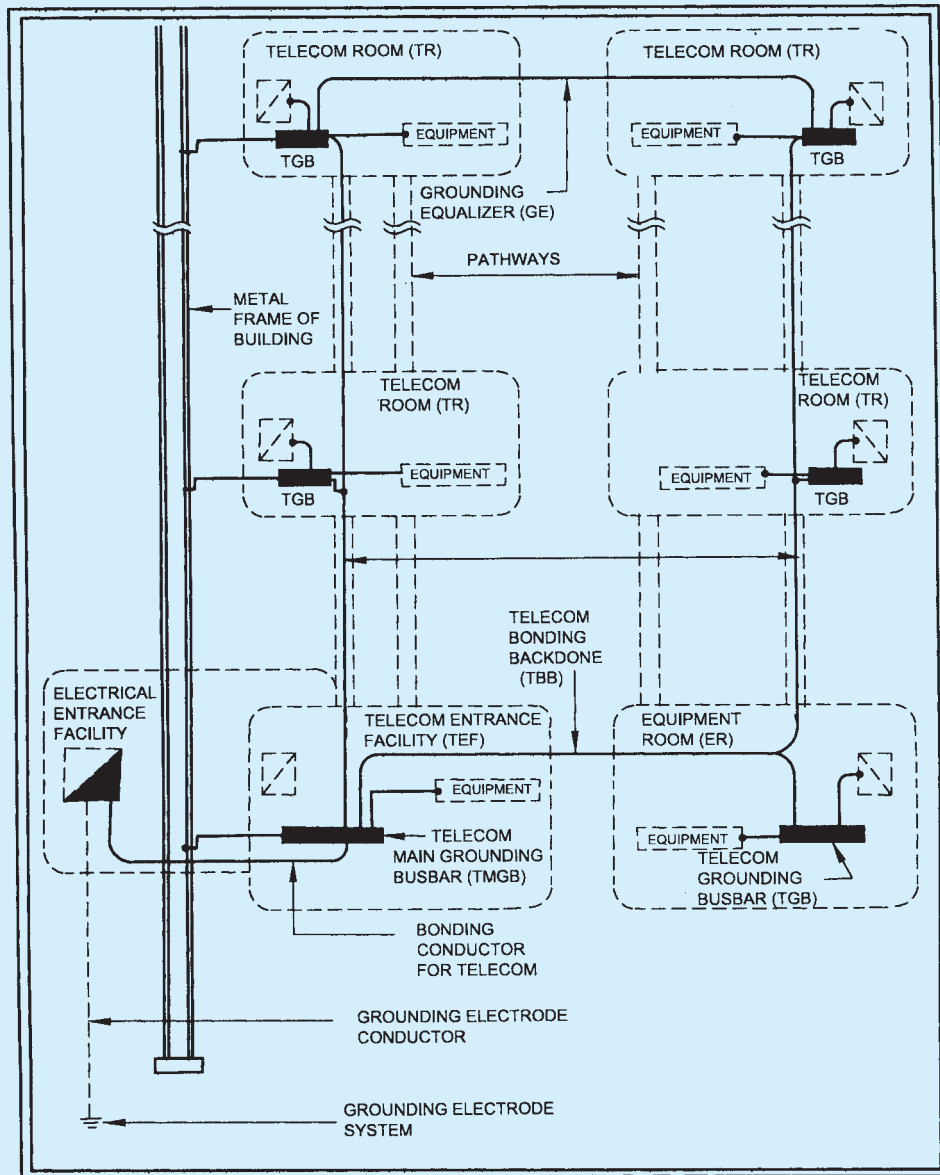 TELECOM ROOM (TR)
TELECOM ROOM (TR)
EQUIPMENT
EQUIPMENT
TGB
TGB
GROUNDING
EQUALIZER (GE)
PATHWAYS
METAL
FRAME OF
BUILDING
TELECOM
ROOM (TR)
TELECOM
ROOM (TR)
EQUIPMENT
EQUIPMENT
TGB
TGB
TELECOM
BONDING
BACKDONE
(TBB)
ELECTRICAL
ENTRANCE
FACILITY
TELECOM ENTRANCE
FACILITY (TEF)
EQUIPMENT
ROOM (ER)
EQUIPMENT
EQUIPMENT
TELECOM
MAIN GROUNDING
BUSBAR (TMGB)
TELECOM
GROUNDING
BUSBAR (TGB)
BONDING
CONDUCTOR
FOR TELECOM
GROUNDING ELECTRODE
CONDUCTOR
GROUNDING ELECTRODE
SYSTEM